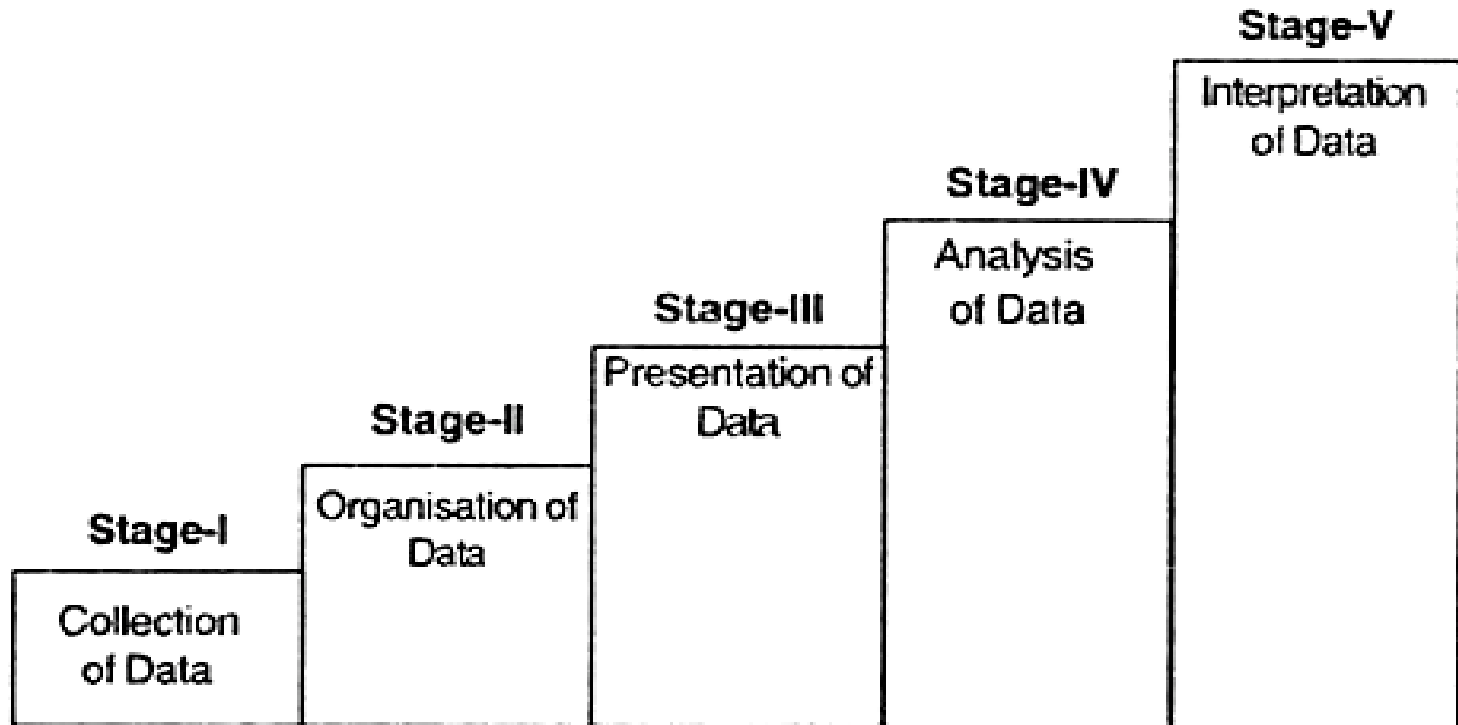 Stage-I
Collection
of Data
Stage-II
Organisation of
Data
Stage-III
Presentation of
Data
Stage-IV
Analysis
of Data
Stage-V
Interpretation
of Data